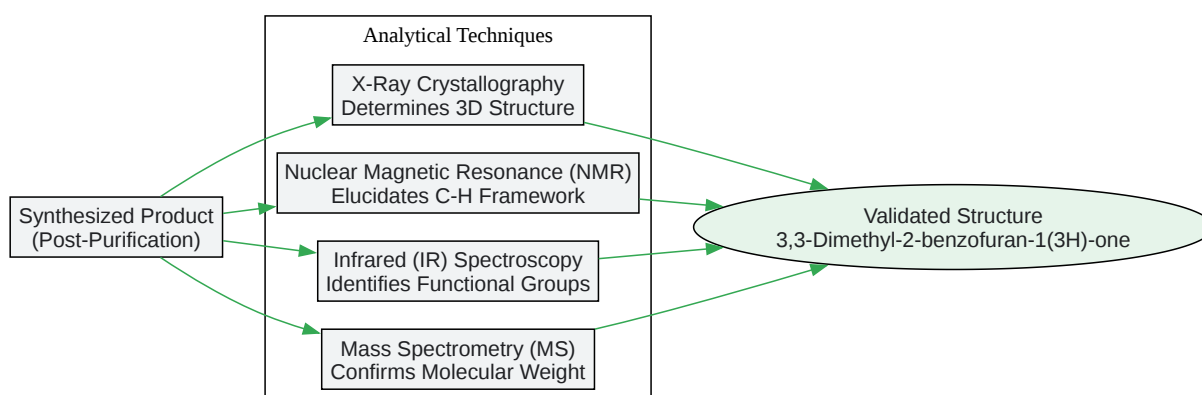 Analytical Techniques
X-Ray Crystallography
Determines 3D Structure
Nuclear Magnetic Resonance (NMR)
Elucidates C-H Framework
Synthesized Product
(Post-Purification)
Infrared (IR) Spectroscopy
Identifies Functional Groups
Mass Spectrometry (MS)
Confirms Molecular Weight
Validated Structure
3,3-Dimethyl-2-benzofuran-1(3H)-one